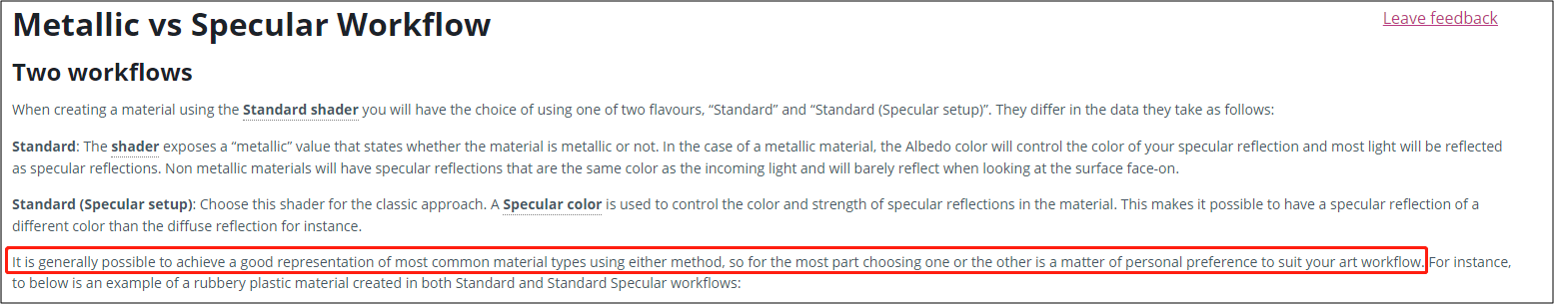 Metallic vs Specular Workflow
Leave feedback
Two workflows
When creating a material using the Standard shader you will have the choice of using one of two flavours, “Standard” and “Standard (Specular setup)”. They differ in the data they take as follows:
Standard: The shader exposes a “metallic” value that states whether the material is metallic or not. In the case of a metallic material, the Albedo color will control the color of your specular reflection and most light will be reflected
as specular reflections. Non metallic materials will have specular reflections that are the same color as the incoming light and will barely reflect when looking at the surface face-on.
Standard (Specular setup): Choose this shader for the classic approach. A Specular color is used to control the color and strength of specular reflections in the material. This makes it possible to have a specular reflection of a
different color than the diffuse reflection for instance.
It is generally possible to achieve a good representation of most common material types using either method, so for the most part choosing one or the other is a matter of personal preference to suit your art workflow. For instance,
to below is an example of a rubbery plastic material created in both Standard and Standard Specular workflows: